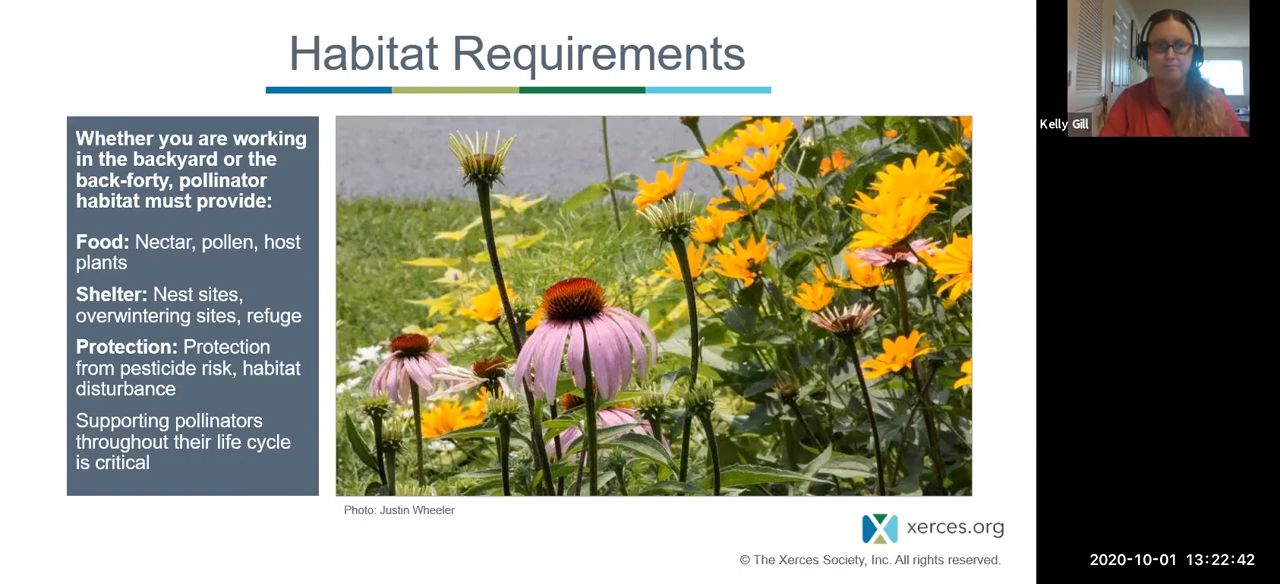 Habitat Requirements
Whether you are working
in the backyard or the
back-forty, pollinator
habitat must provide:
Food: Nectar, pollen, host
plants
Shelter: Nest sites,
overwintering sites, refuge
Protection: Protection
from pesticide risk, habitat
disturbance
Supporting pollinators
throughout their life cycle
is critical
Photo: Justin Wheeler
xerces.org
© The Xerces Society, Inc. All rights reserved.
Kelly Gill
2020-10-01 13:22:42